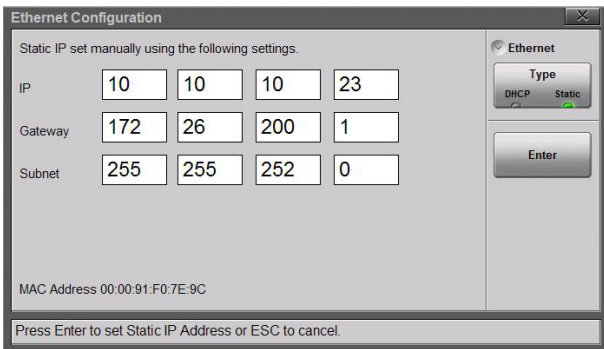 Ethernet Configuration
Static IP set manually using the following settings.
Ethernet
Type
DHCP Static
IP 10 10 10 23
Gateway 172 26 200 1
Subnet 255 255 252 0
Enter
MAC Address 00:00:91:F0:7E:9C
Press Enter to set Static IP Address or ESC to cancel.